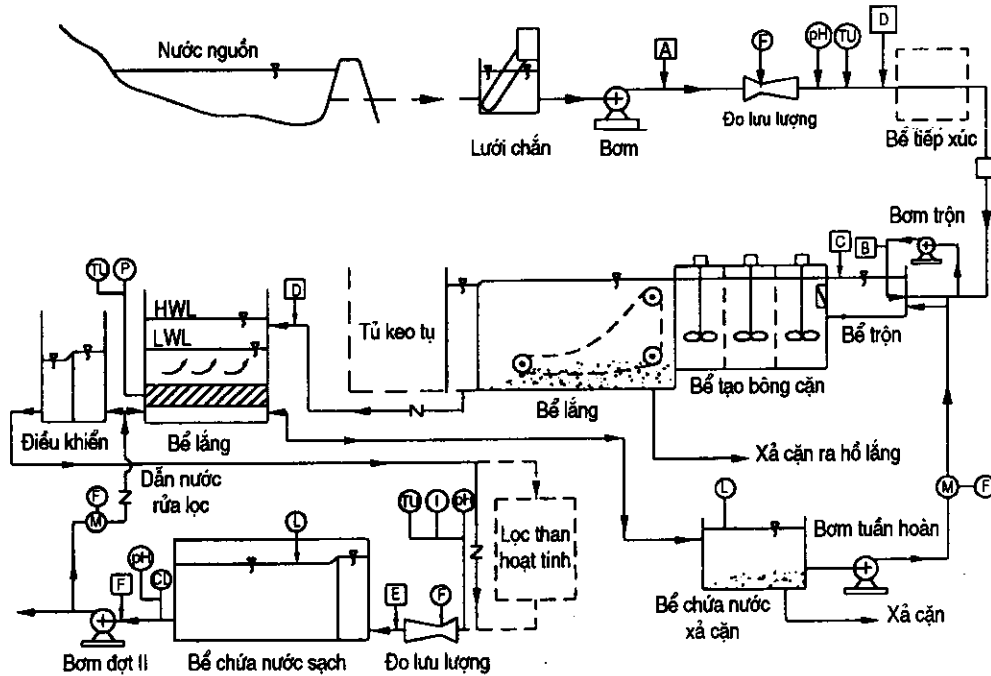 Nước nguồn
Lưới chắn
Bơm
A
F
Đo lưu lượng
pH
TU
D
Bể tiếp xúc
Bơm trộn
TU
P
HWL
LWL
D
Tủ keo tụ
C
B
Bể trộn
Bể tạo bông cặn
Điều khiển
Bể lắng
Bể lắng
Xả cặn ra hồ lắng
Dẫn nước
rửa lọc
F
M
TU
I
pH
Lọc than
hoạt tính
L
M
F
Bơm tuần hoàn
L
pH
CL
F
E
F
Bể chứa nước
xả cặn
Xả cặn
Bơm đợt II
Bể chứa nước sạch
Đo lưu lượng